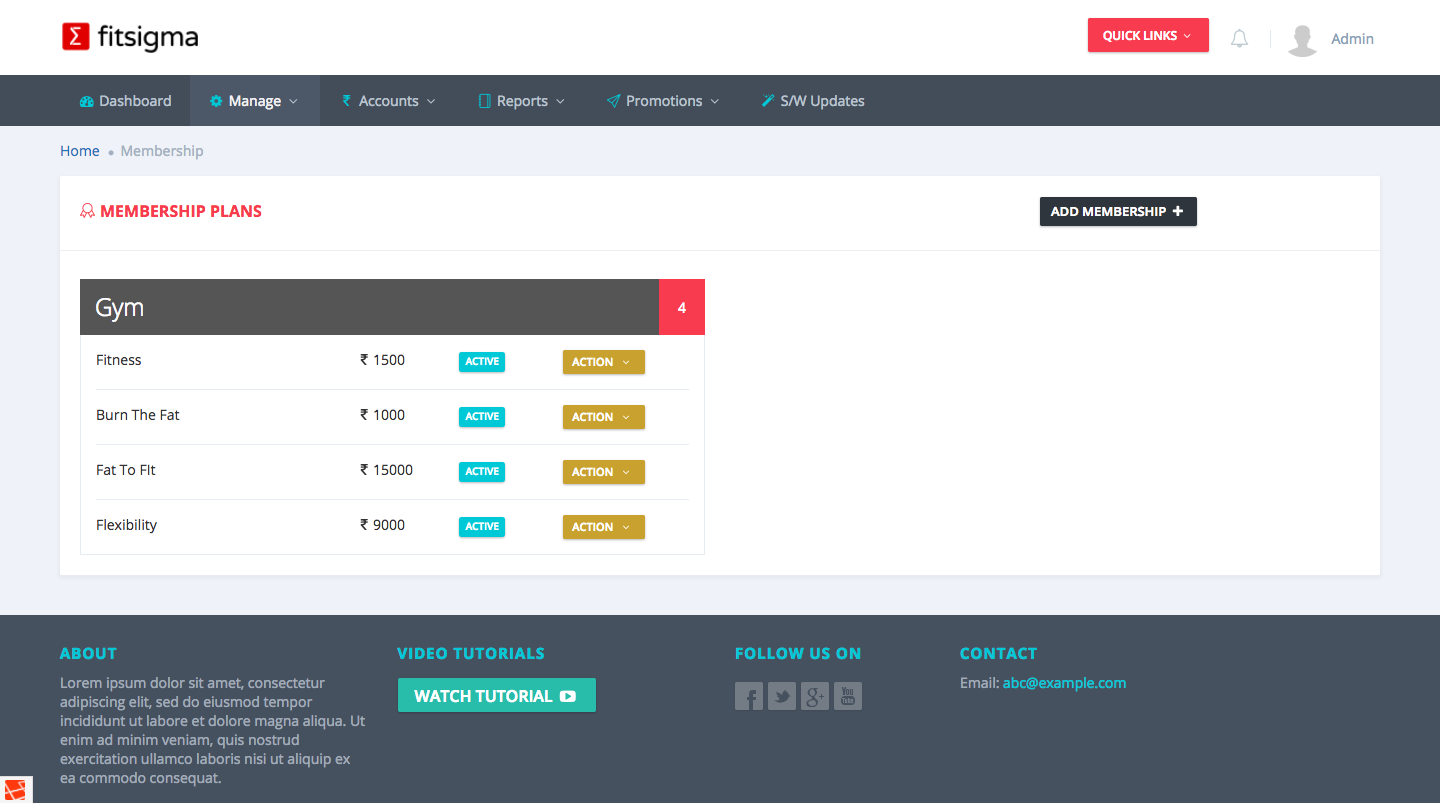 Σ fitsigma
QUICK LINKS
Admin
Dashboard
Manage
₹ Accounts
Reports
Promotions
S/W Updates
Home • Membership
MEMBERSHIP PLANS
ADD MEMBERSHIP +
Gym 4
Fitness ₹ 1500 ACTIVE ACTION
Burn The Fat ₹ 1000 ACTIVE ACTION
Fat To FIt ₹ 15000 ACTIVE ACTION
Flexibility ₹ 9000 ACTIVE ACTION
ABOUT
Lorem ipsum dolor sit amet, consectetur
adipiscing elit, sed do eiusmod tempor
incididunt ut labore et dolore magna aliqua. Ut
enim ad minim veniam, quis nostrud
exercitation ullamco laboris nisi ut aliquip ex
ea commodo consequat.
VIDEO TUTORIALS
WATCH TUTORIAL
FOLLOW US ON
f
g+
You
Tube
CONTACT
Email: abc@example.com